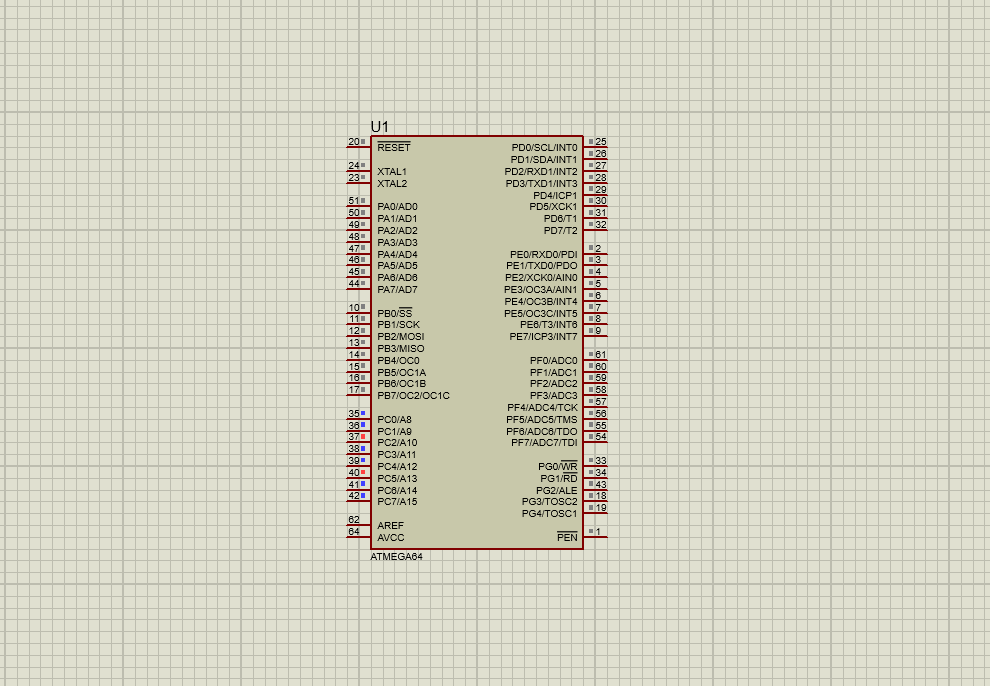 U1
20 RESET PD0/SCL/INT0 25
PD1/SDA/INT1 26
24 XTAL1 PD2/RXD1/INT2 27
23 XTAL2 PD3/TXD1/INT3 28
PD4/ICP1 29
51 PA0/AD0 PD5/XCK1 30
50 PA1/AD1 PD6/T1 31
49 PA2/AD2 PD7/T2 32
48 PA3/AD3
47 PA4/AD4 PE0/RXD0/PDI 2
46 PA5/AD5 PE1/TXD0/PDO 3
45 PA6/AD6 PE2/XCK0/AIN0 4
44 PA7/AD7 PE3/OC3A/AIN1 5
PE4/OC3B/INT4 6
10 PB0/SS PE5/OC3C/INT5 7
11 PB1/SCK PE6/T3/INT6 8
12 PB2/MOSI PE7/ICP3/INT7 9
13 PB3/MISO
14 PB4/OC0 PF0/ADC0 61
15 PB5/OC1A PF1/ADC1 60
16 PB6/OC1B PF2/ADC2 59
17 PB7/OC2/OC1C PF3/ADC3 58
PF4/ADC4/TCK 57
35 PC0/A8 PF5/ADC5/TMS 56
36 PC1/A9 PF6/ADC6/TDO 55
37 PC2/A10 PF7/ADC7/TDI 54
38 PC3/A11
39 PC4/A12 PG0/WR 33
40 PC5/A13 PG1/RD 34
41 PC6/A14 PG2/ALE 43
42 PC7/A15 PG3/TOSC2 18
PG4/TOSC1 19
62 AREF
64 AVCC PEN 1
ATMEGA64